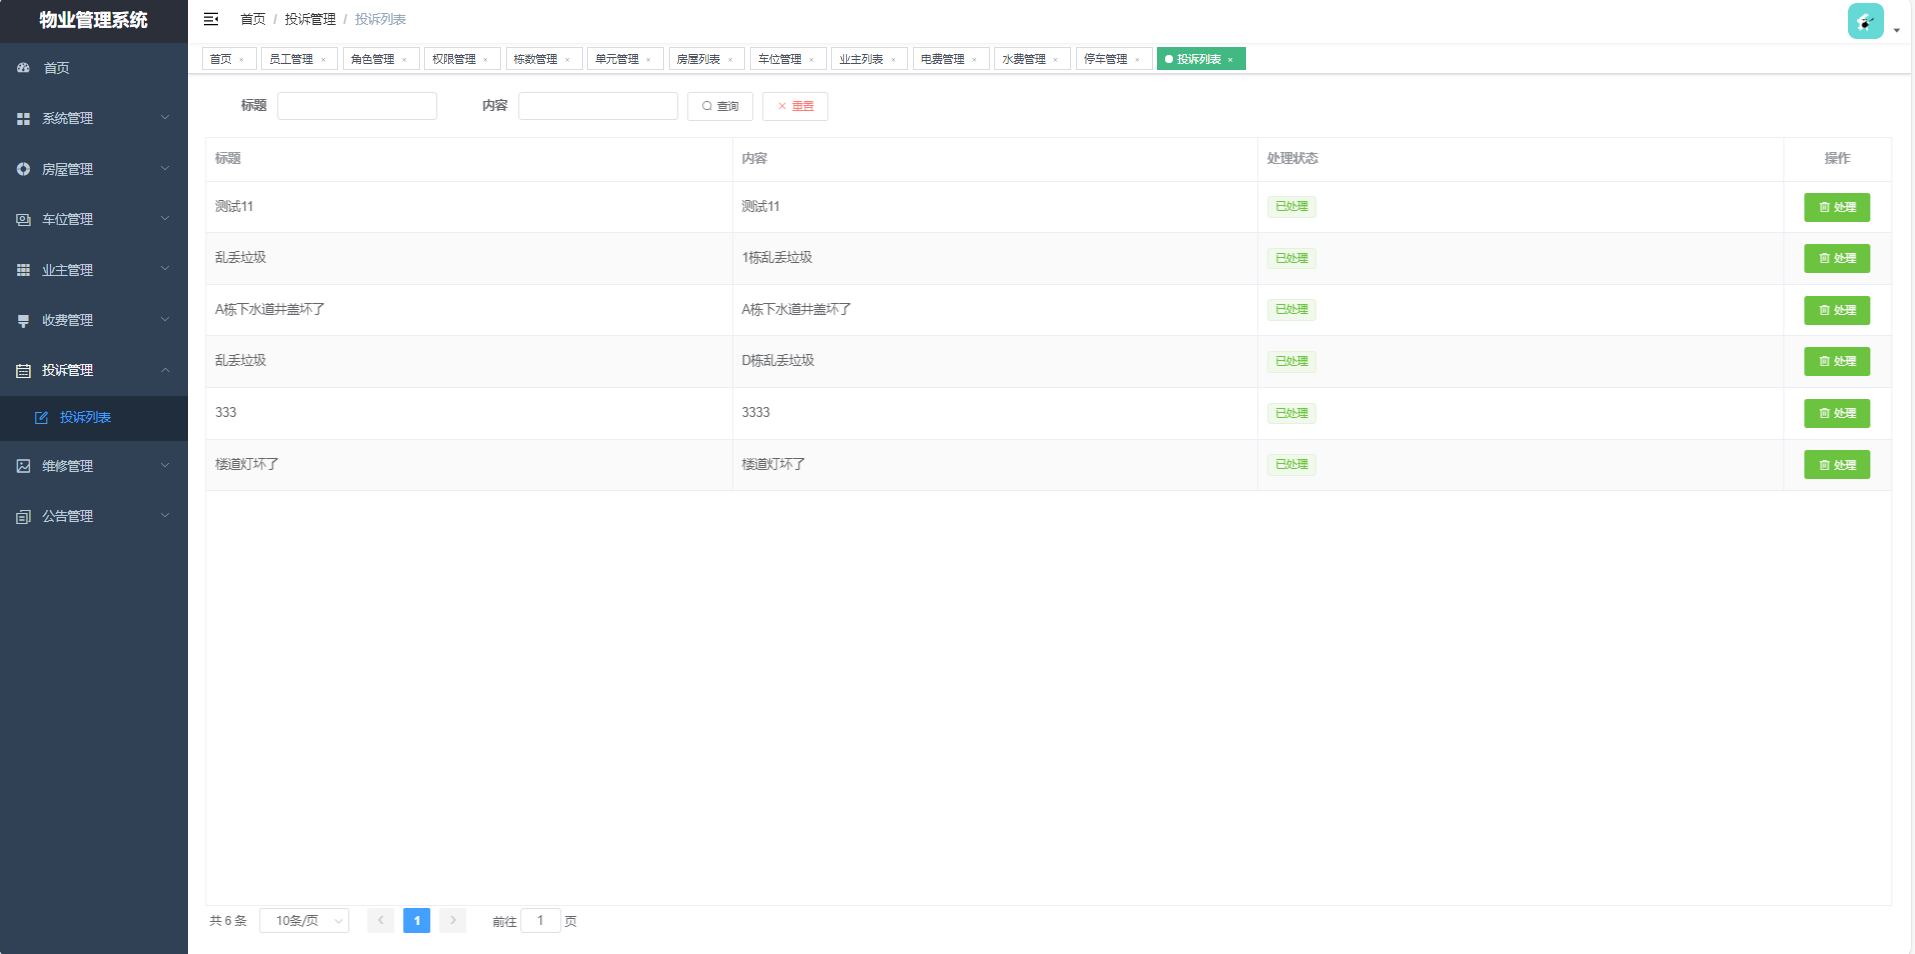 物业管理系统
首页
系统管理
房屋管理
车位管理
业主管理
收费管理
投诉管理
投诉列表
维修管理
公告管理
首页 / 投诉管理 / 投诉列表
首页 × 员工管理 × 角色管理 × 权限管理 × 栋数管理 × 单元管理 × 房屋列表 × 车位管理 × 业主列表 × 电费管理 × 水费管理 × 停车管理 × 投诉列表 ×
标题 内容 查询 重置
标题 内容 处理状态 操作
测试11 测试11 已处理 处理
乱丢垃圾 1栋乱丢垃圾 已处理 处理
A栋下水道井盖坏了 A栋下水道井盖坏了 已处理 处理
乱丢垃圾 D栋乱丢垃圾 已处理 处理
333 3333 已处理 处理
楼道灯坏了 楼道灯坏了 已处理 处理
共 6 条 10条/页 1 前往 1 页